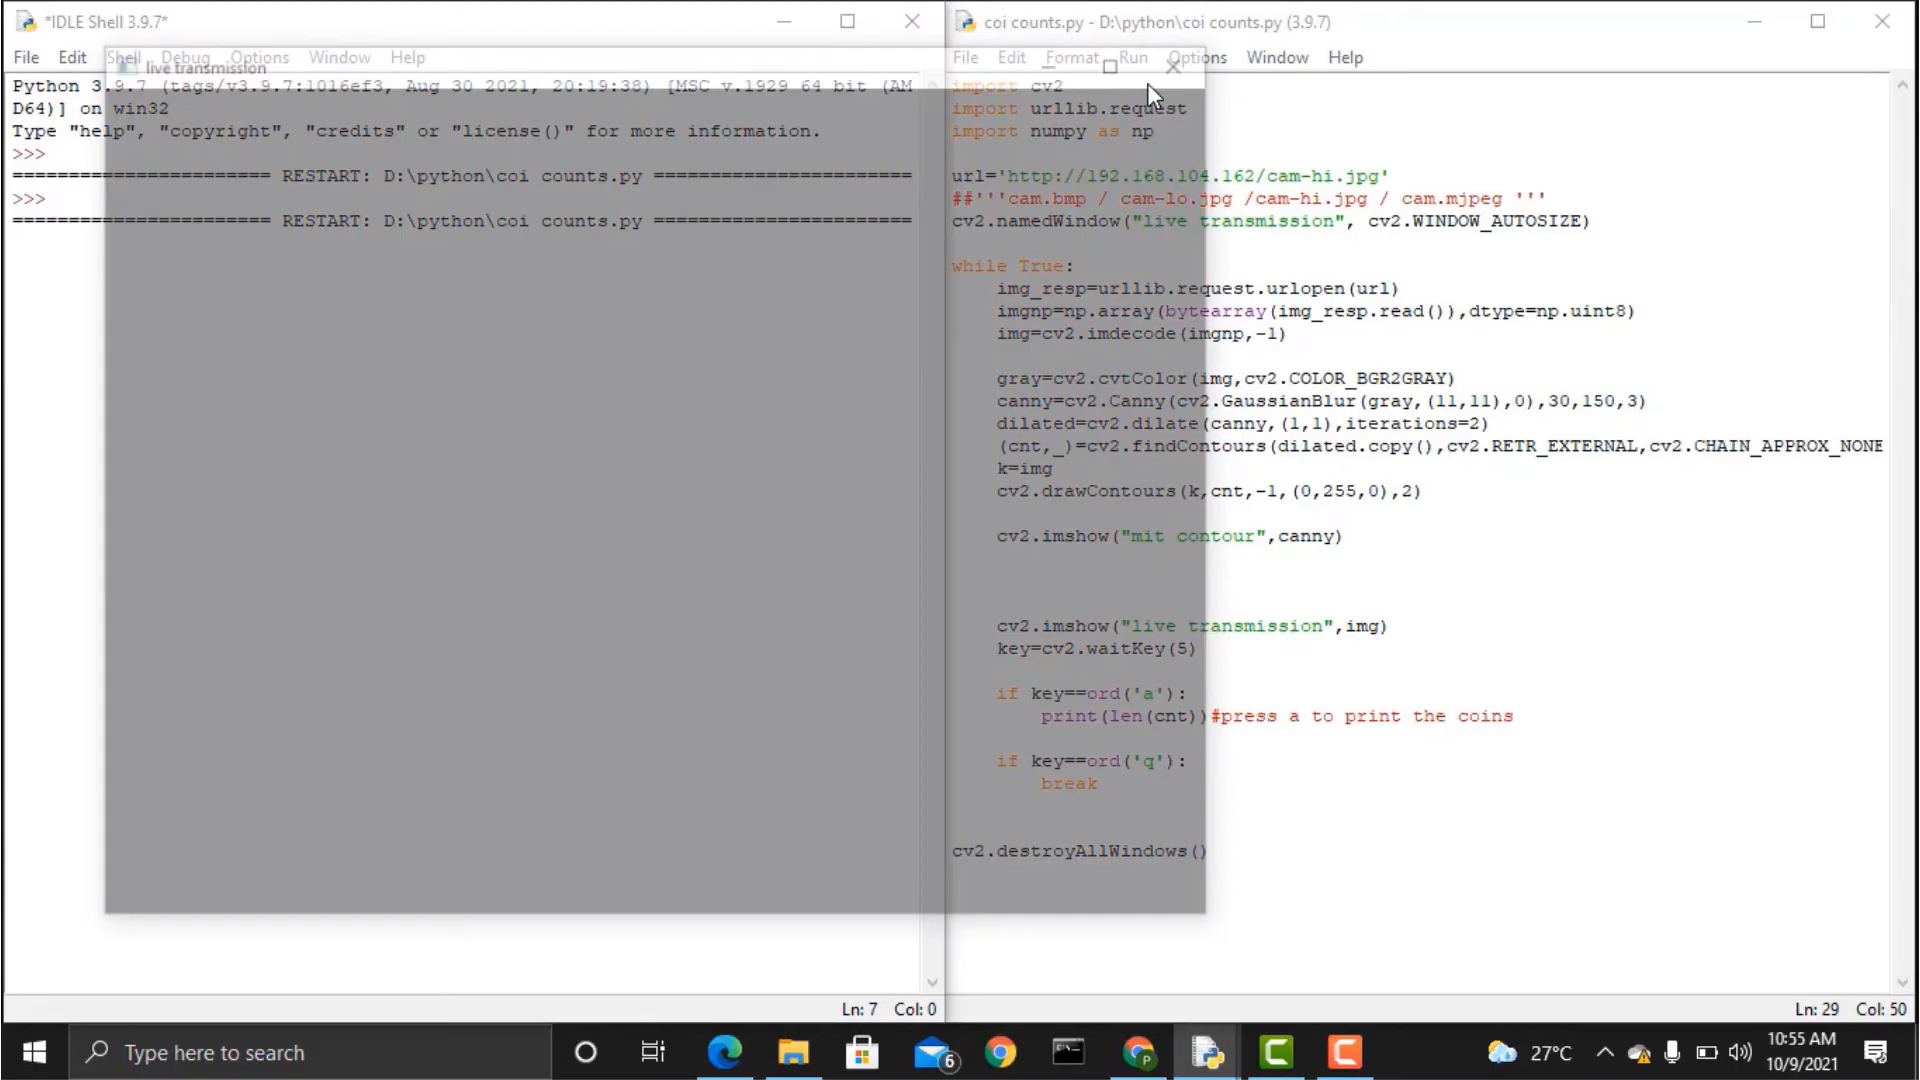 *IDLE Shell 3.9.7*
File Edit Shell Debug Options Window Help
live transmission
Python 3.9.7 (tags/v3.9.7:1016ef3, Aug 30 2021, 20:19:38) [MSC v.1929 64 bit (AM
D64)] on win32
Type "help", "copyright", "credits" or "license()" for more information.
>>>
======================= RESTART: D:\python\coi counts.py =======================
>>>
======================= RESTART: D:\python\coi counts.py =======================
Ln: 7 Col: 0
coi counts.py - D:\python\coi counts.py (3.9.7)
File Edit Format Run Options Window Help
import cv2
import urllib.request
import numpy as np
url='http://192.168.104.162/cam-hi.jpg'
##'''cam.bmp / cam-lo.jpg /cam-hi.jpg / cam.mjpeg '''
cv2.namedWindow("live transmission", cv2.WINDOW_AUTOSIZE)
while True:
    img_resp=urllib.request.urlopen(url)
    imgnp=np.array(bytearray(img_resp.read()),dtype=np.uint8)
    img=cv2.imdecode(imgnp,-1)
    gray=cv2.cvtColor(img,cv2.COLOR_BGR2GRAY)
    canny=cv2.Canny(cv2.GaussianBlur(gray,(11,11),0),30,150,3)
    dilated=cv2.dilate(canny,(1,1),iterations=2)
    (cnt,_)=cv2.findContours(dilated.copy(),cv2.RETR_EXTERNAL,cv2.CHAIN_APPROX_NONE
    k=img
    cv2.drawContours(k,cnt,-1,(0,255,0),2)
    cv2.imshow("mit contour",canny)
    cv2.imshow("live transmission",img)
    key=cv2.waitKey(5)
    if key==ord('a'):
        print(len(cnt))#press a to print the coins
    if key==ord('q'):
        break
cv2.destroyAllWindows()
Ln: 29 Col: 50
Type here to search
6
P
27°C
10:55 AM
10/9/2021